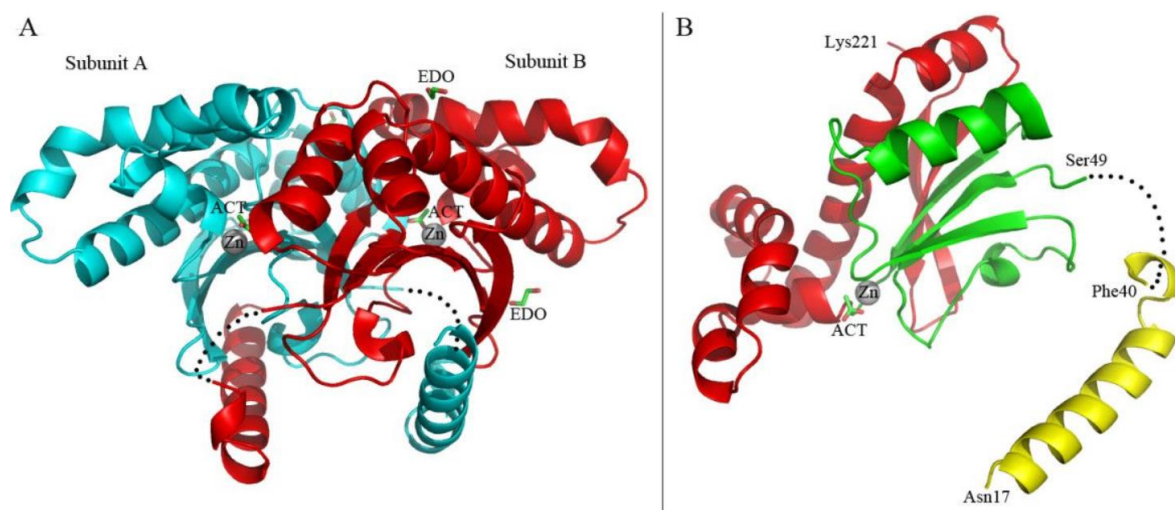 A
Subunit A
EDO
Subunit B
ACT
Zn
ACT
Zn
EDO
B
Lys221
Ser49
Phe40
Zn
ACT
Asn17